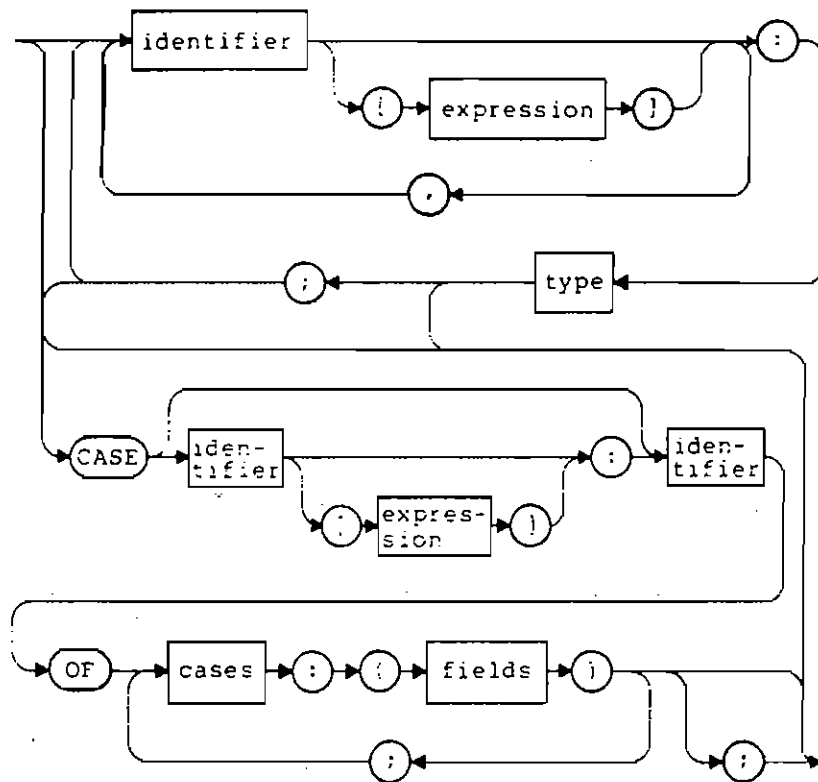 identifier :
[ expression ]
,
; type
CASE iden-
tifier : iden-
tifier
[ expres-
sion ]
OF cases : ( fields )
; ;